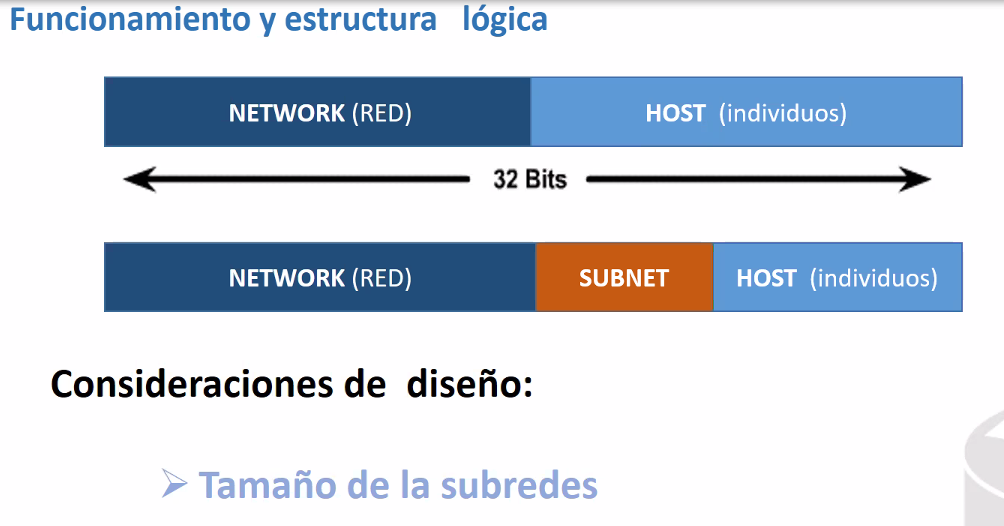 Funcionamiento y estructura lógica
NETWORK (RED) HOST (individuos)
32 Bits
NETWORK (RED) SUBNET HOST (individuos)
Consideraciones de diseño:
➢ Tamaño de la subredes